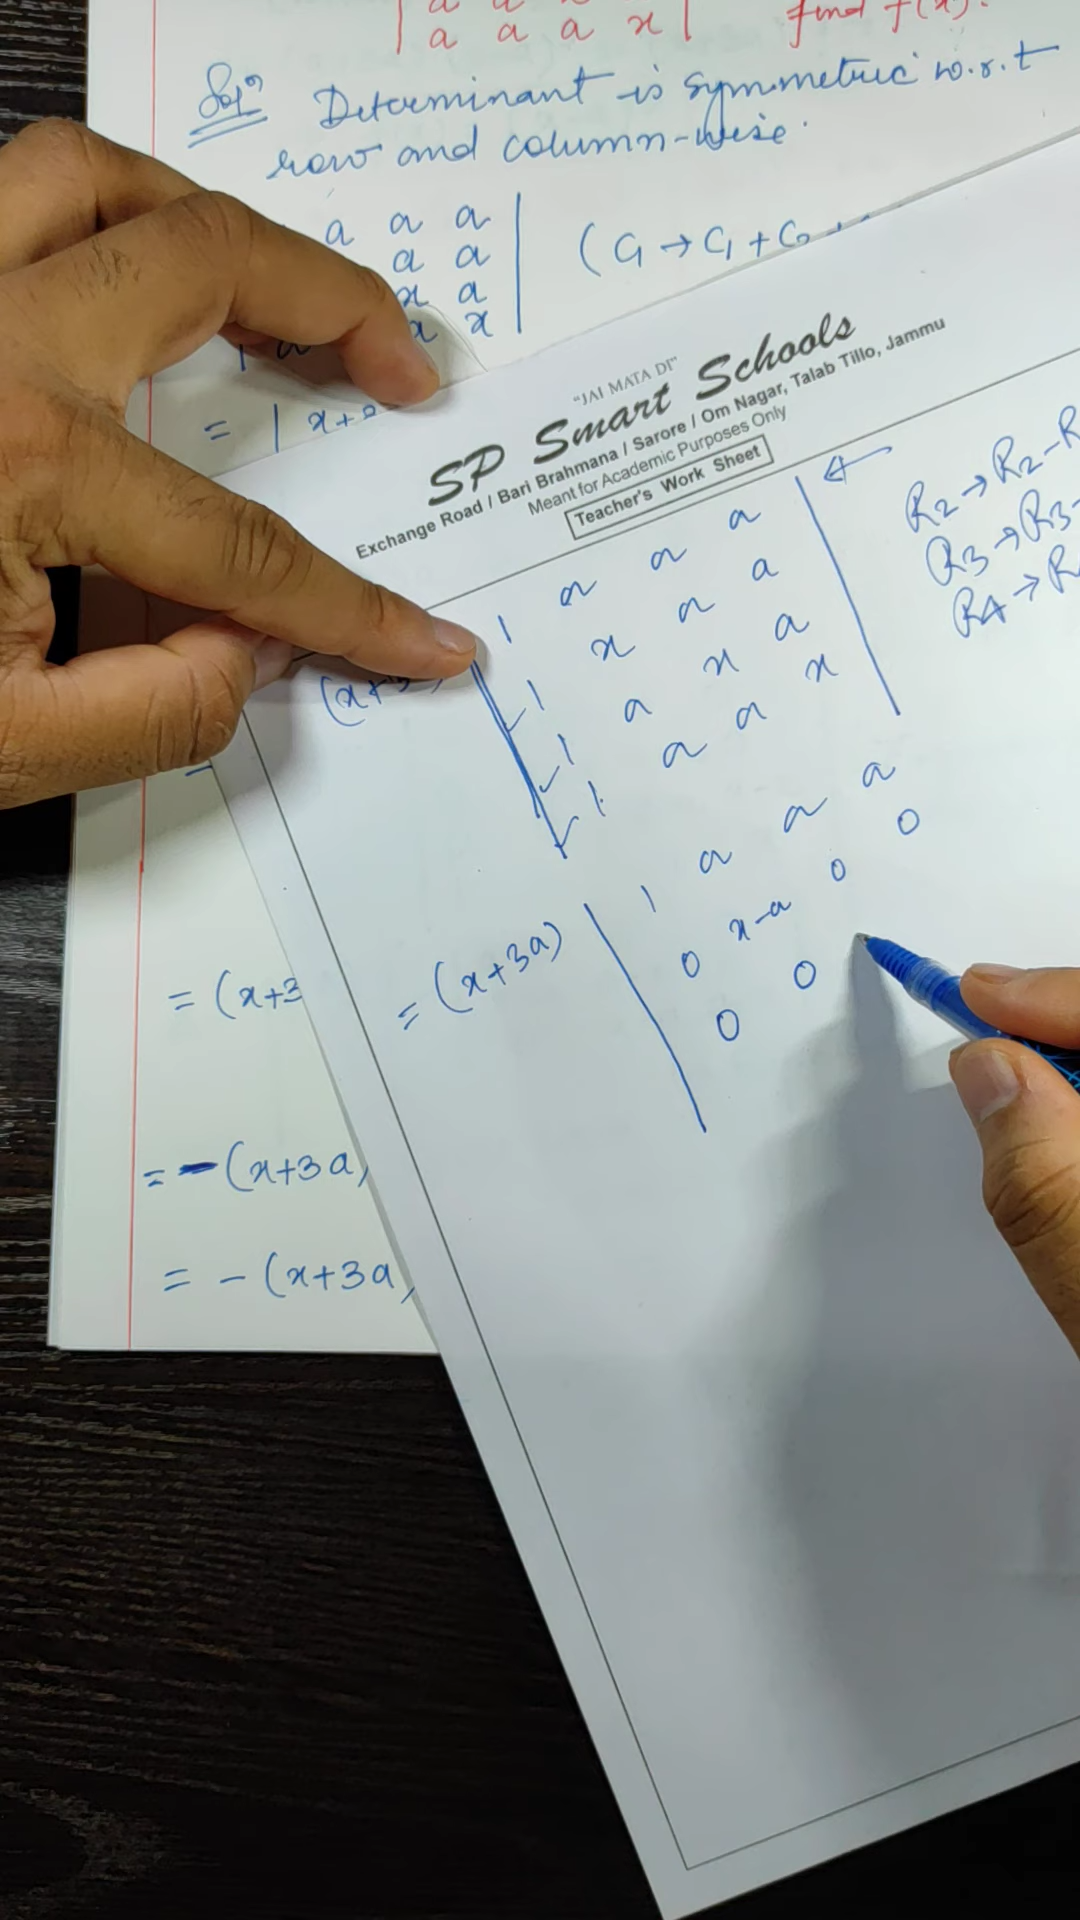 a a a x | find f(x).
Solⁿ Determinant is symmetric w.r.t
row and column-wise.
a a a
a a
x a
a x
(C₁ → C₁ + C₂
= | x+
"JAI MATA DI"
SP Smart Schools
Exchange Road / Bari Brahmana / Sarore / Om Nagar, Talab Tillo, Jammu
Meant for Academic Purposes Only
Teacher's Work Sheet
(x+3
1 a a a
1 x a a
1 a x a
1 a a x
R2 → R2 - R
R3 → R3 -
R4 → R
= (x+3a)
1 a a a
0 x-a 0 0
0 0
= (x+3
= -(x+3a)
= -(x+3a)